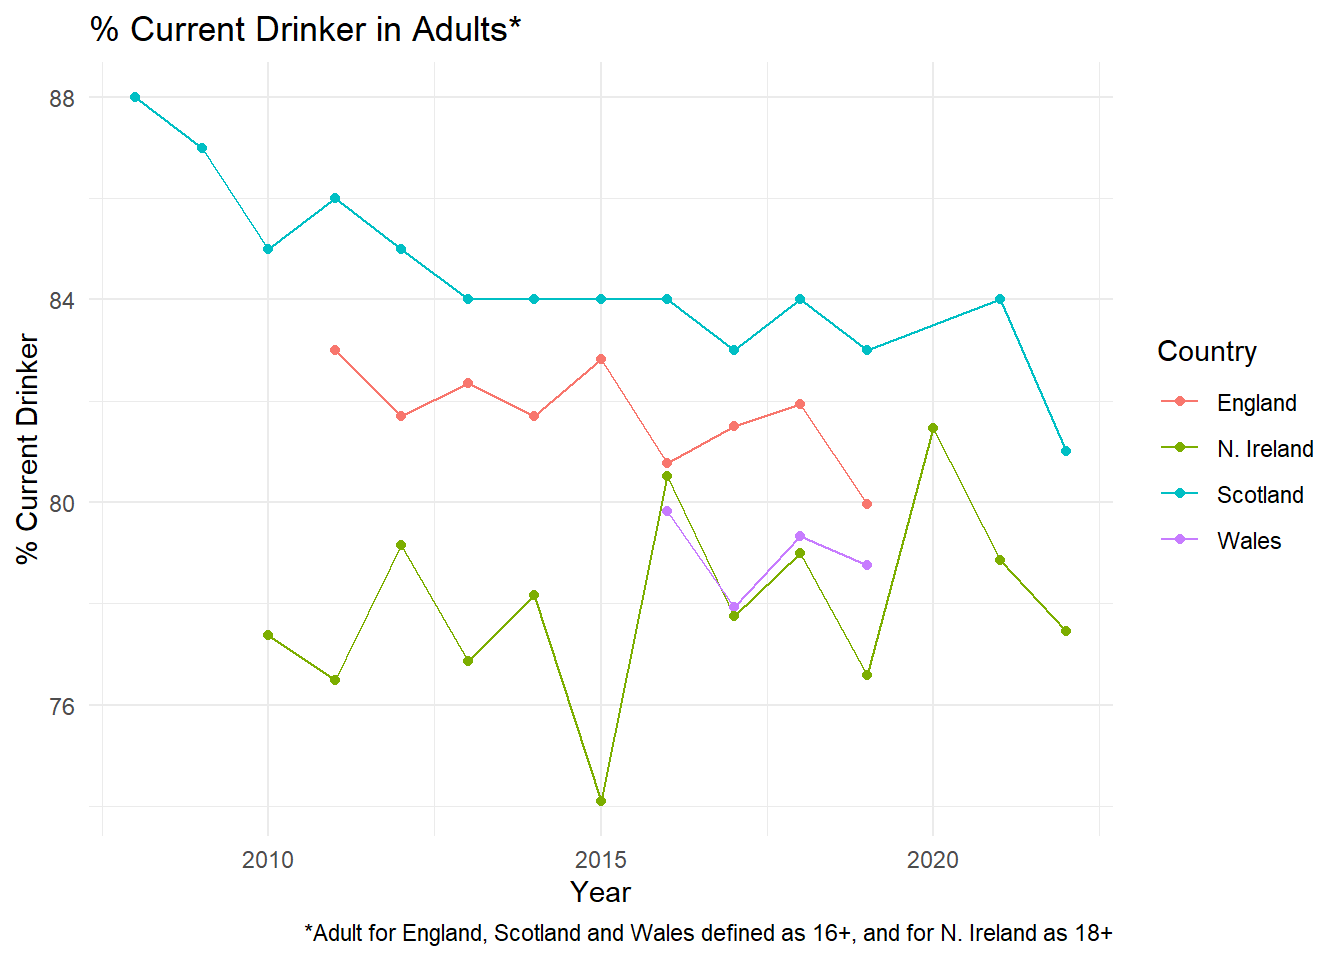 % Current Drinker in Adults*
88
84
80
76
% Current Drinker
2010 2015 2020
Year
Country
England
N. Ireland
Scotland
Wales
*Adult for England, Scotland and Wales defined as 16+, and for N. Ireland as 18+